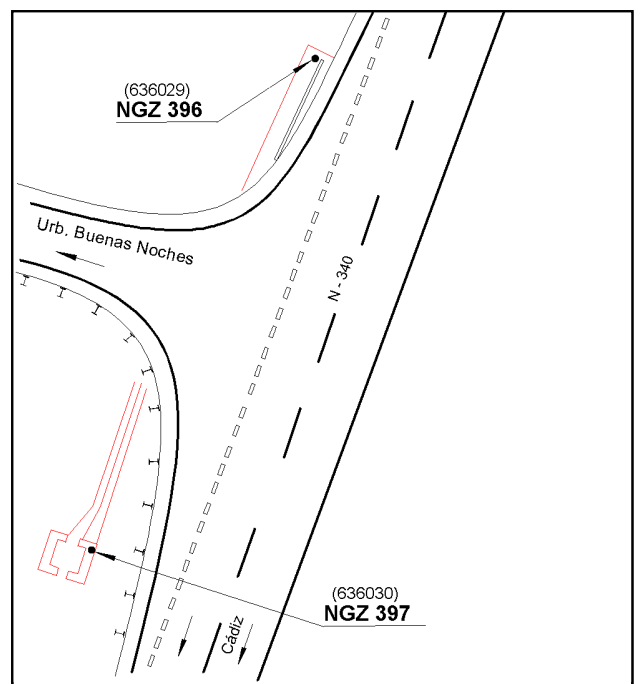 (636029)
NGZ 396
Urb. Buenas Noches
N - 340
(636030)
NGZ 397
Cádiz